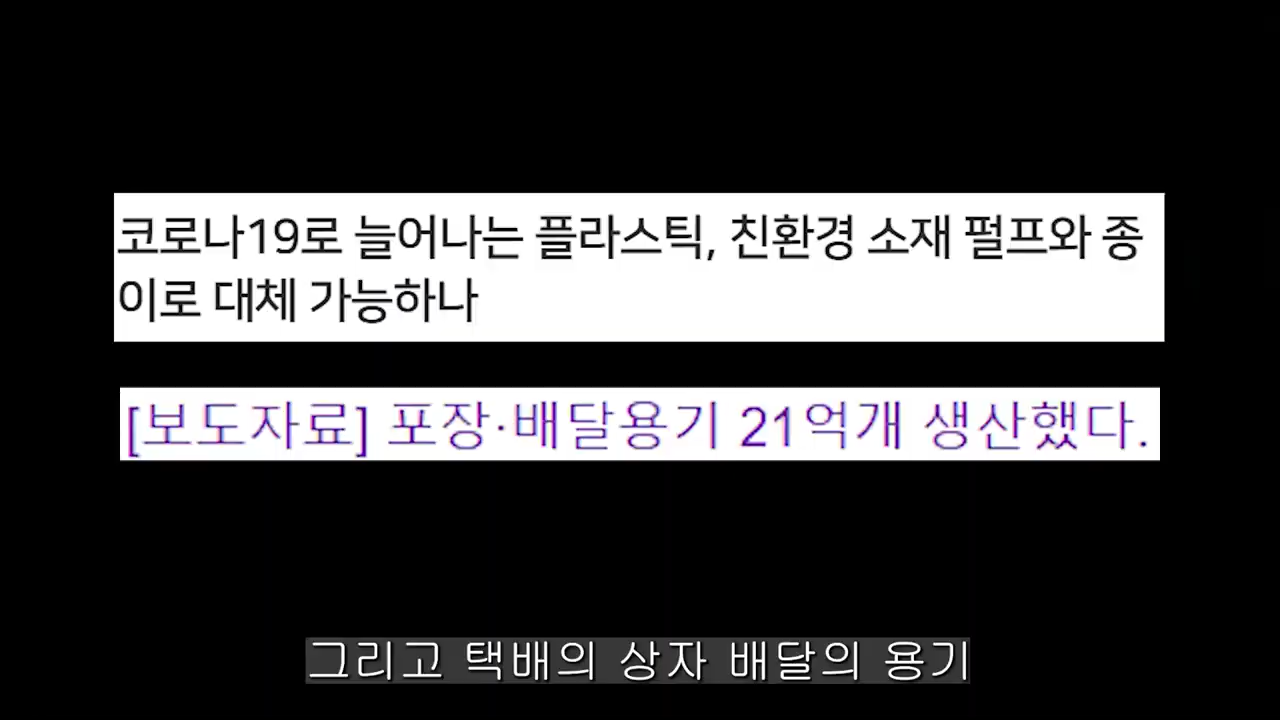 코로나19로 늘어나는 플라스틱, 친환경 소재 펄프와 종
이로 대체 가능하나
[보도자료] 포장·배달용기 21억개 생산했다.
그리고 택배의 상자 배달의 용기